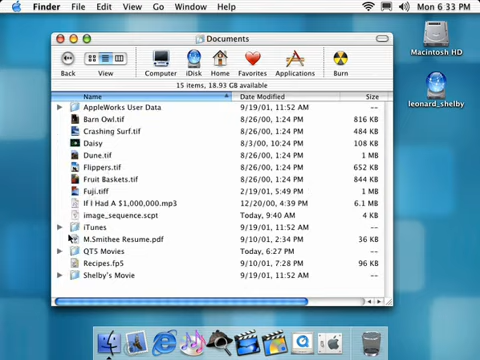 Finder File Edit View Go Window Help Mon 6 33 PM
Documents
Back View Computer iDisk Home Favorites Applications Burn
15 items, 18.93 GB available
Name Date Modified Size
AppleWorks User Data 9/19/01, 11:52 AM --
Barn Owl.tif 8/26/00, 1:24 PM 816 KB
Crashing Surf.tif 8/26/00, 1:24 PM 484 KB
Daisy 8/3/00, 10:24 PM 108 KB
Dune.tif 8/26/00, 1:24 PM 1 MB
Flippers.tif 8/26/00, 1:24 PM 652 KB
Fruit Baskets.tif 8/26/00, 1:24 PM 844 KB
Fuji.tiff 2/12/01, 5:49 PM 1 MB
If I Had A $1,000,000.mp3 12/20/00, 4:39 PM 6.1 MB
image_sequence.scpt Today, 9:40 AM 4 KB
iTunes 9/19/01, 11:52 AM --
M.Smithee Resume.pdf 9/10/01, 2:34 PM 36 KB
QT5 Movies Today, 6:27 PM --
Recipes.fp5 9/10/01, 7:28 PM 96 KB
Shelby's Movie 9/19/01, 11:52 AM --
Macintosh HD
leonard_shelby